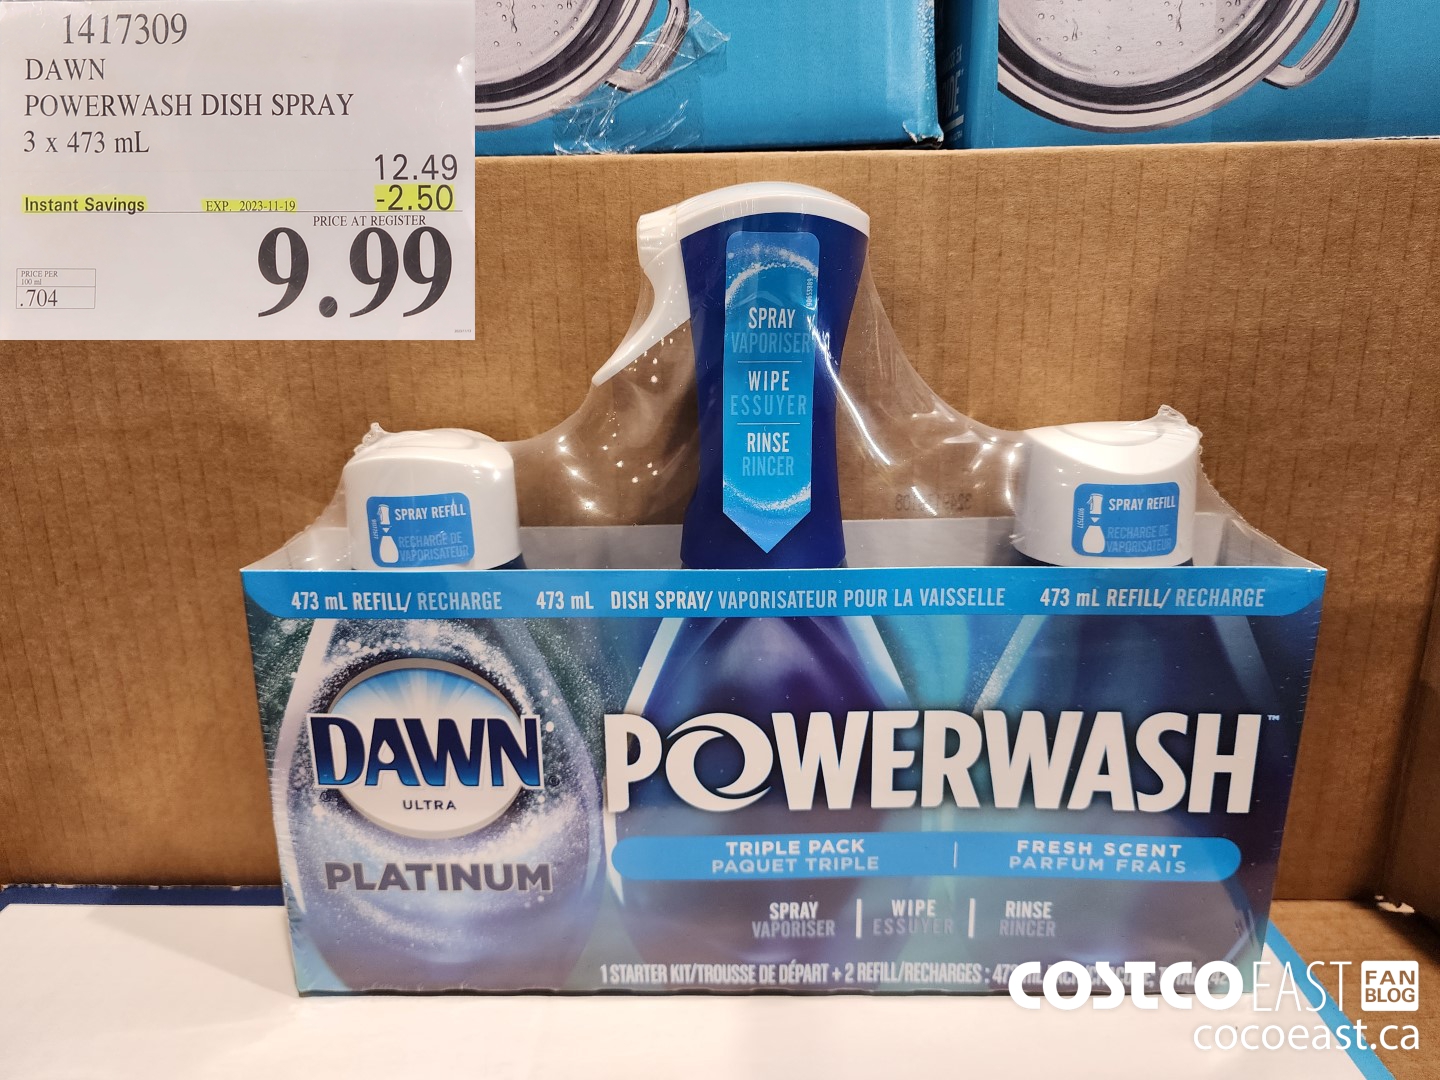 1417309
DAWN
POWERWASH DISH SPRAY
3 x 473 mL
12.49
Instant Savings EXP. 2023-11-19 -2.50
PRICE AT REGISTER
9.99
PRICE PER
100 ml
.704
SPRAY
VAPORISER
WIPE
ESSUYER
RINSE
RINCER
SPRAY REFILL
RECHARGE DE
VAPORISATEUR
SPRAY REFILL
RECHARGE DE
VAPORISATEUR
473 mL REFILL/ RECHARGE 473 mL DISH SPRAY/ VAPORISATEUR POUR LA VAISSELLE 473 mL REFILL/ RECHARGE
DAWN
ULTRA
PLATINUM
POWERWASH™
TRIPLE PACK
PAQUET TRIPLE
FRESH SCENT
PARFUM FRAIS
SPRAY
VAPORISER
WIPE
ESSUYER
RINSE
RINCER
1 STARTER KIT/TROUSSE DE DÉPART + 2 REFILL/RECHARGES :
COSTCO EAST FAN
BLOG
cocoeast.ca